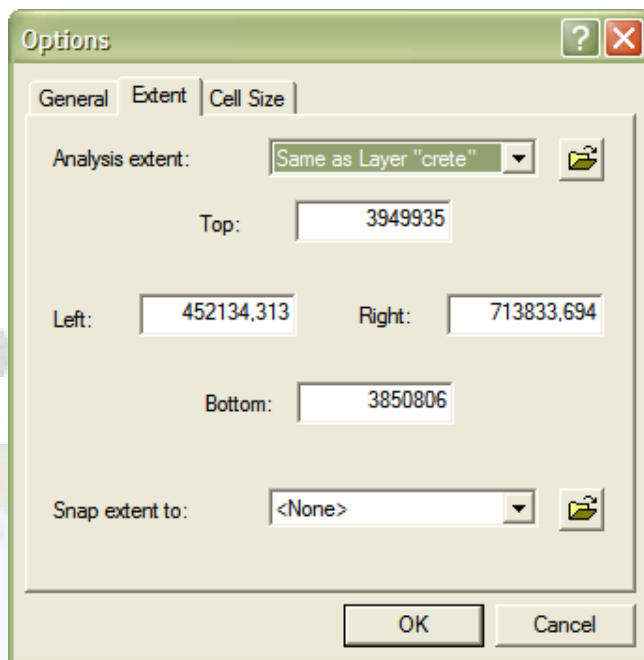 Options
General Extent Cell Size
Analysis extent: Same as Layer "crete"
Top: 3949935
Left: 452134,313 Right: 713833,694
Bottom: 3850806
Snap extent to: <None>
OK Cancel